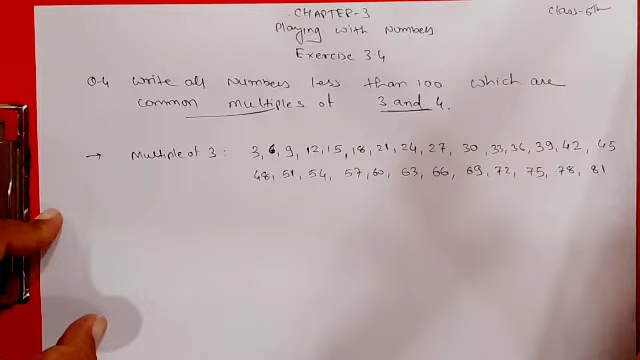 CHAPTER-3
Class-6th
Playing with Numbers
Exercise 3.4
Q.4 Write all Numbers less than 100 which are
common multiples of 3 and 4.
→ Multiple of 3 : 3, 6, 9, 12, 15, 18, 21, 24, 27, 30, 33, 36, 39, 42, 45
48, 51, 54, 57, 60, 63, 66, 69, 72, 75, 78, 81